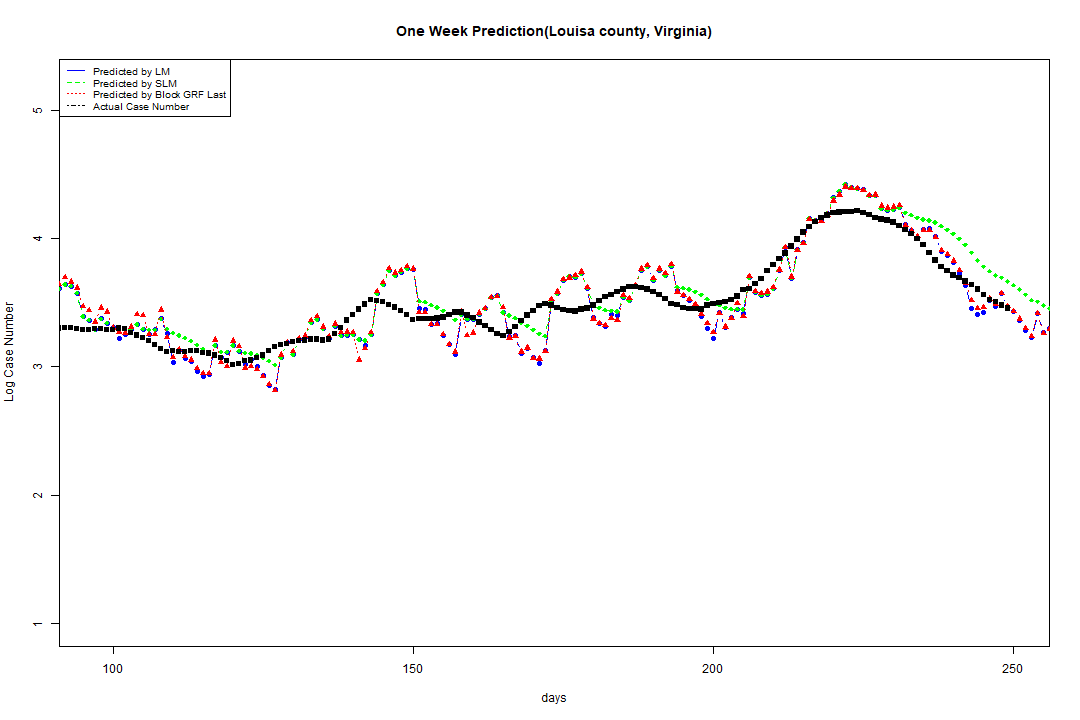 One Week Prediction(Louisa county, Virginia)
Predicted by LM
Predicted by SLM
Predicted by Block GRF Last
Actual Case Number
5
4
3
2
1
Log Case Number
100 150 200 250
days